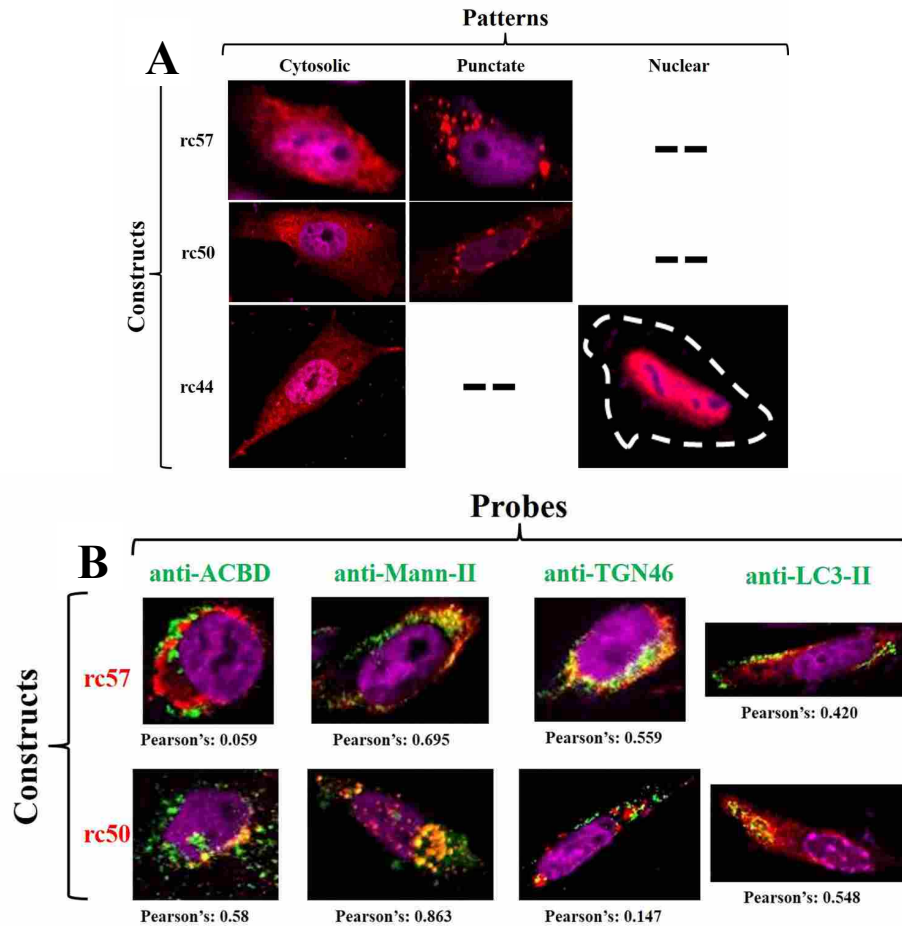 A
Patterns
Cytosolic Punctate Nuclear
Constructs
rc57
rc50
rc44
B
Probes
anti-ACBD anti-Mann-II anti-TGN46 anti-LC3-II
Constructs
rc57
Pearson's: 0.059 Pearson's: 0.695 Pearson's: 0.559 Pearson's: 0.420
rc50
Pearson's: 0.58 Pearson's: 0.863 Pearson's: 0.147 Pearson's: 0.548